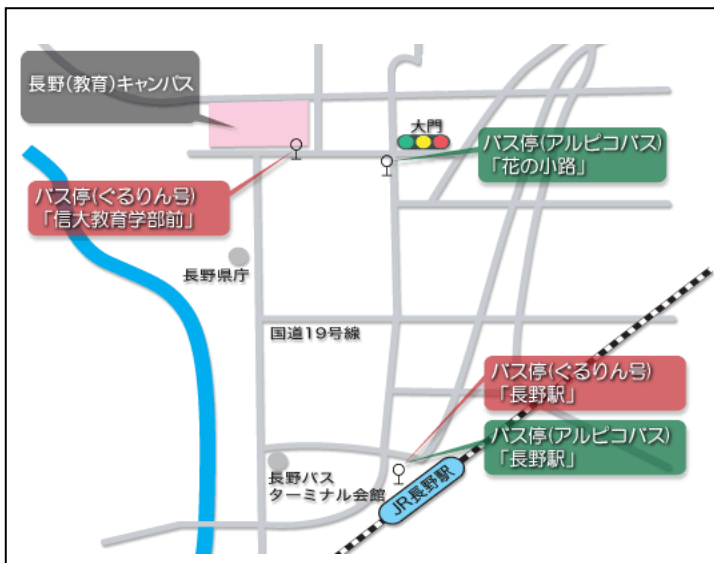 長野(教育)キャンパス
大門
バス停(アルピコバス)
「花の小路」
バス停(ぐるりん号)
「信大教育学部前」
長野県庁
国道19号線
バス停(ぐるりん号)
「長野駅」
バス停(アルピコバス)
「長野駅」
長野バス
ターミナル会館
JR長野駅